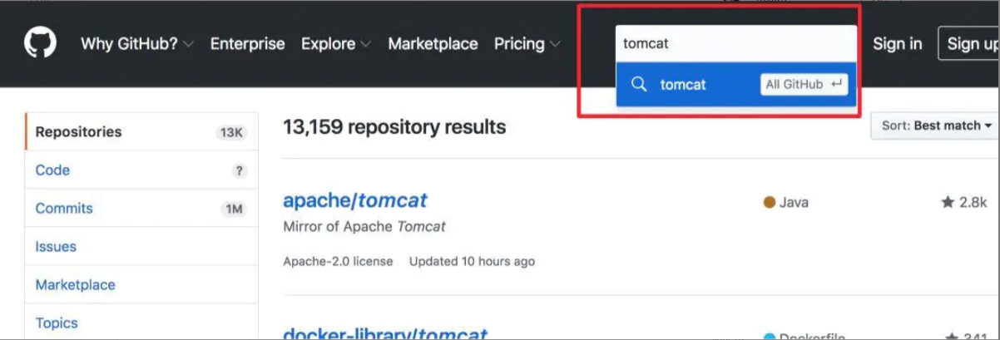 Why GitHub? Enterprise Explore Marketplace Pricing
tomcat
Sign in
Sign up
tomcat All GitHub
Repositories 13K
Code ?
Commits 1M
Issues
Marketplace
Topics
13,159 repository results
Sort: Best match
apache/tomcat
Java 2.8k
Mirror of Apache Tomcat
Apache-2.0 license Updated 10 hours ago
docker-library/tomcat
Dockerfile 341